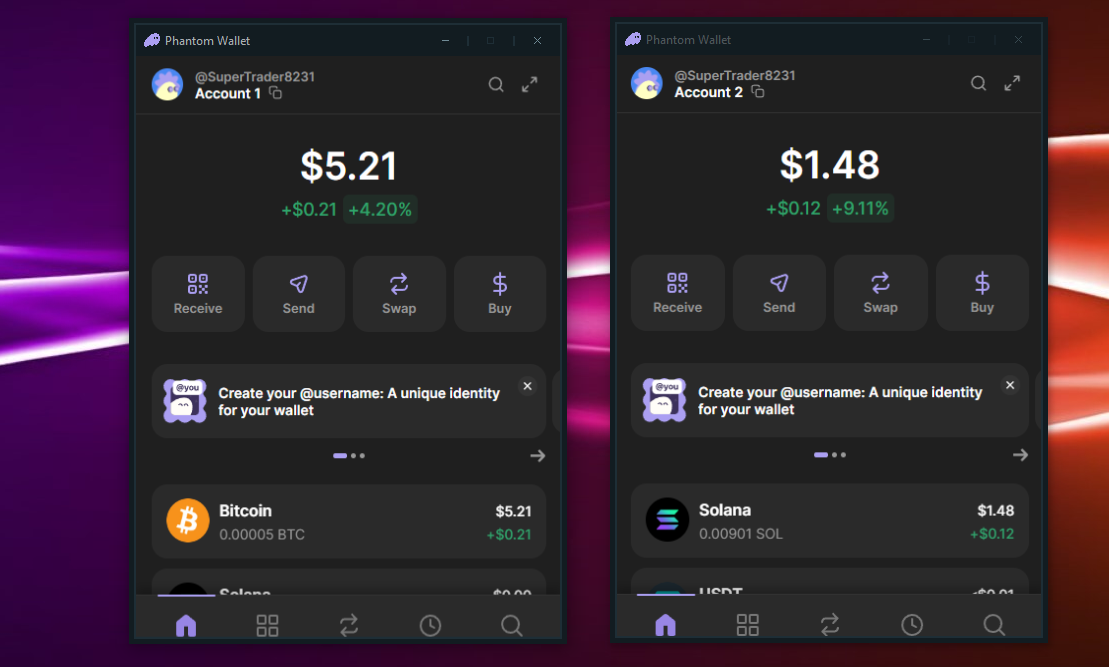 Phantom Wallet
@SuperTrader8231
Account 1
$5.21
+$0.21 +4.20%
Receive
Send
Swap
Buy
@you
Create your @username: A unique identity
for your wallet
Bitcoin
$5.21
0.00005 BTC
+$0.21
Solana
$0.00
Phantom Wallet
@SuperTrader8231
Account 2
$1.48
+$0.12 +9.11%
Receive
Send
Swap
Buy
@you
Create your @username: A unique identity
for your wallet
Solana
$1.48
0.00901 SOL
+$0.12
USDT
<$0.01